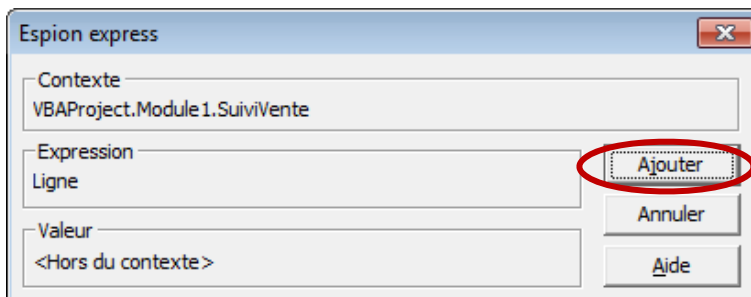 Espion express
Contexte
VBAProject.Module1.SuiviVente
Expression
Ligne
Ajouter
Annuler
Valeur
<Hors du contexte>
Aide